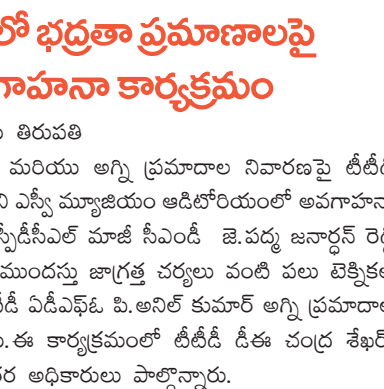 లో భద్రతా ప్రమాణాలపై
గాహనా కార్యక్రమం
తిరుపతి
మరియు అగ్ని ప్రమాదాల నివారణపై టీటీడీ
ని ఎస్వీ మ్యూజియం ఆడిటోరియంలో అవగాహనా
స్పీడీసీఎల్ మాజీ సీఎండీ జె.పద్మ జనార్ధన్ రెడ్డి
ముందస్తు జాగ్రత్త చర్యలు వంటి పలు టెక్నికల్
టీడీ ఏడీఎఫ్ఓ పి.అనిల్ కుమార్ అగ్ని ప్రమాదాల
ు.ఈ కార్యక్రమంలో టీటీడీ డీఈ చంద్ర శేఖర్
ర అధికారులు పాల్గొన్నారు.